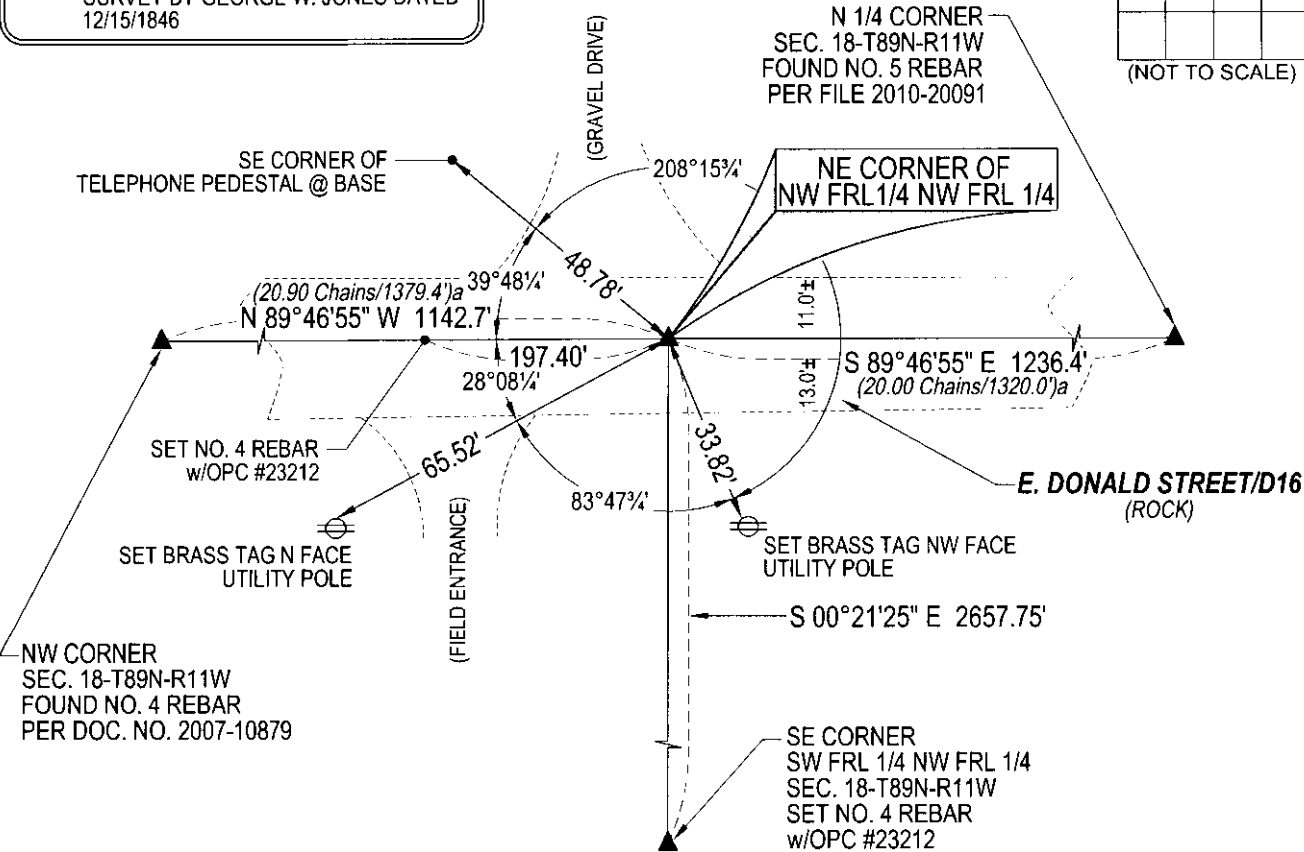 SURVEY BY GEORGE W. JONES DATED
12/15/1846
N 1/4 CORNER
SEC. 18-T89N-R11W
FOUND NO. 5 REBAR
PER FILE 2010-20091
(NOT TO SCALE)
(GRAVEL DRIVE)
SE CORNER OF
TELEPHONE PEDESTAL @ BASE
208°15¾'
NE CORNER OF
NW FRL1/4 NW FRL 1/4
48.78'
39°48¼'
(20.90 Chains/1379.4')a
N 89°46'55" W 1142.7'
11.0'±
197.40'
28°08¼'
13.0'±
S 89°46'55" E 1236.4'
(20.00 Chains/1320.0')a
SET NO. 4 REBAR
w/OPC #23212
65.52'
33.82'
83°47¾'
E. DONALD STREET/D16
(ROCK)
SET BRASS TAG N FACE
UTILITY POLE
(FIELD ENTRANCE)
SET BRASS TAG NW FACE
UTILITY POLE
S 00°21'25" E 2657.75'
NW CORNER
SEC. 18-T89N-R11W
FOUND NO. 4 REBAR
PER DOC. NO. 2007-10879
SE CORNER
SW FRL 1/4 NW FRL 1/4
SEC. 18-T89N-R11W
SET NO. 4 REBAR
w/OPC #23212